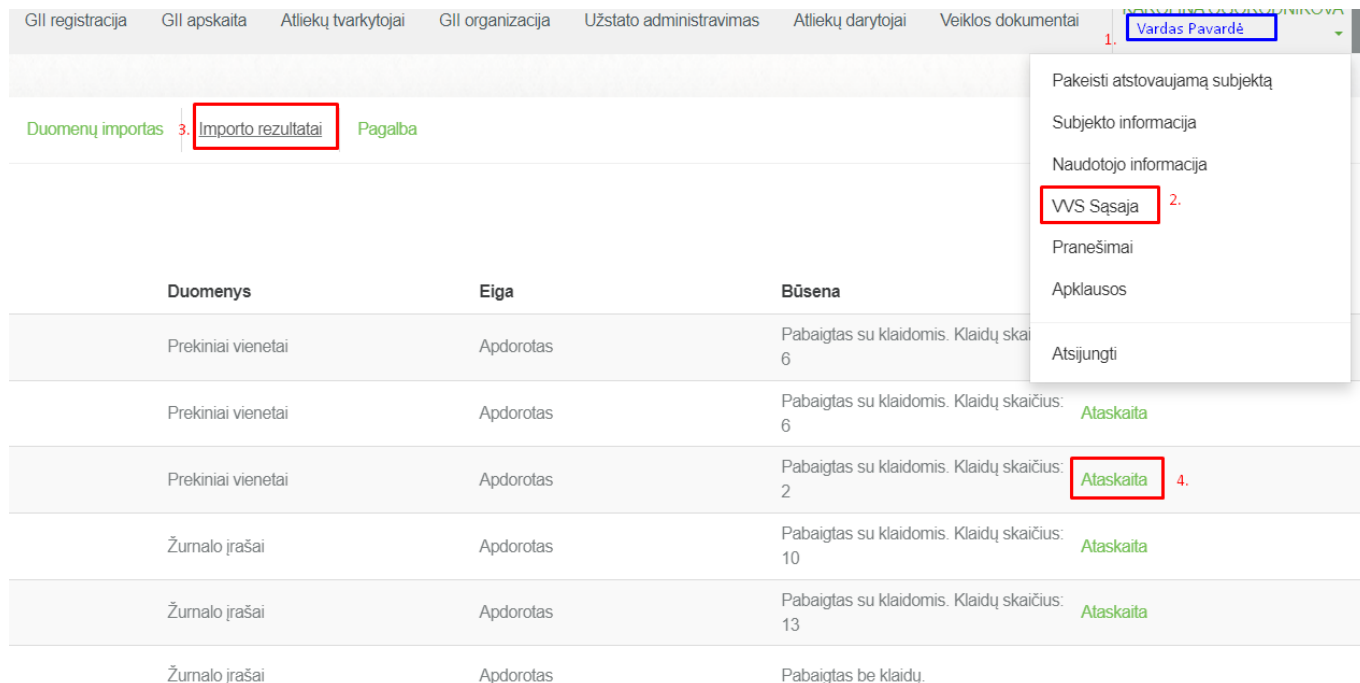 GII registracija GII apskaita Atliekų tvarkytojai GII organizacija Užstato administravimas Atliekų darytojai Veiklos dokumentai
1. Vardas Pavardė
Pakeisti atstovaujamą subjektą
Subjekto informacija
Naudotojo informacija
VVS Sąsaja 2.
Pranešimai
Apklausos
Atsijungti
Duomenų importas 3. Importo rezultatai Pagalba
Duomenys Eiga Būsena
Prekiniai vienetai Apdorotas Pabaigtas su klaidomis. Klaidų skai
6
Prekiniai vienetai Apdorotas Pabaigtas su klaidomis. Klaidų skaičius: Ataskaita
6
Prekiniai vienetai Apdorotas Pabaigtas su klaidomis. Klaidų skaičius: Ataskaita 4.
2
Žurnalo įrašai Apdorotas Pabaigtas su klaidomis. Klaidų skaičius: Ataskaita
10
Žurnalo įrašai Apdorotas Pabaigtas su klaidomis. Klaidų skaičius: Ataskaita
13
Žurnalo įrašai Apdorotas Pabaigtas be klaidų.